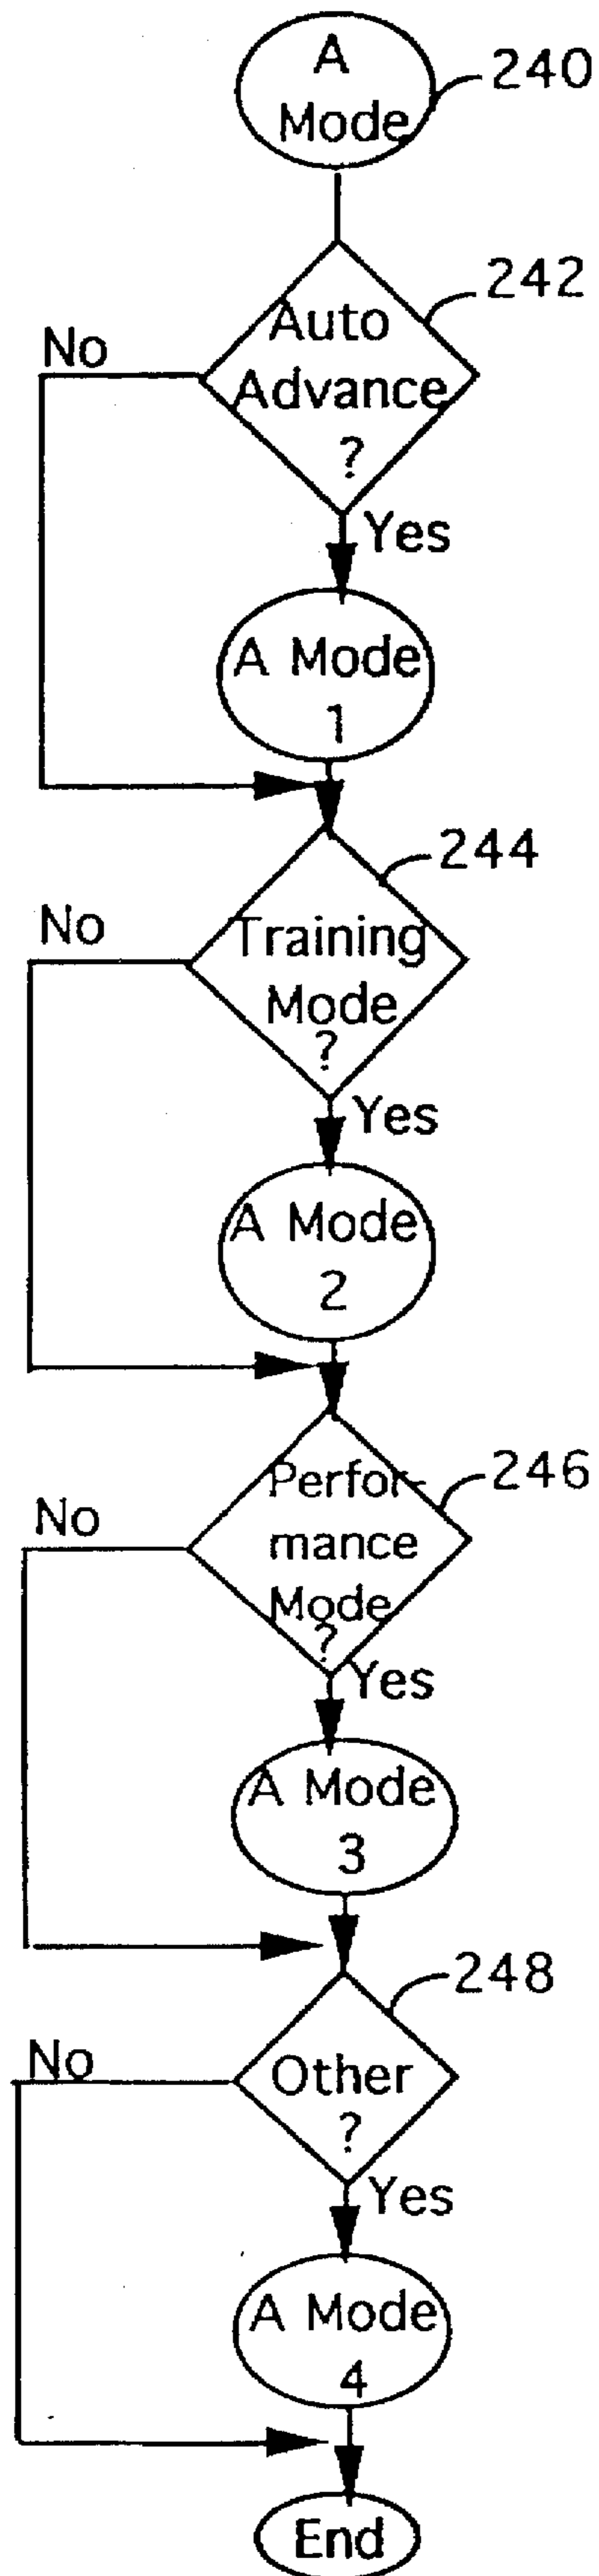 A
Mode
240
242
Auto
Advance
?
No
Yes
A Mode
1
244
Training
Mode
?
No
Yes
A Mode
2
246
Perfor-
mance
Mode
?
No
Yes
A Mode
3
248
Other
?
No
Yes
A Mode
4
End